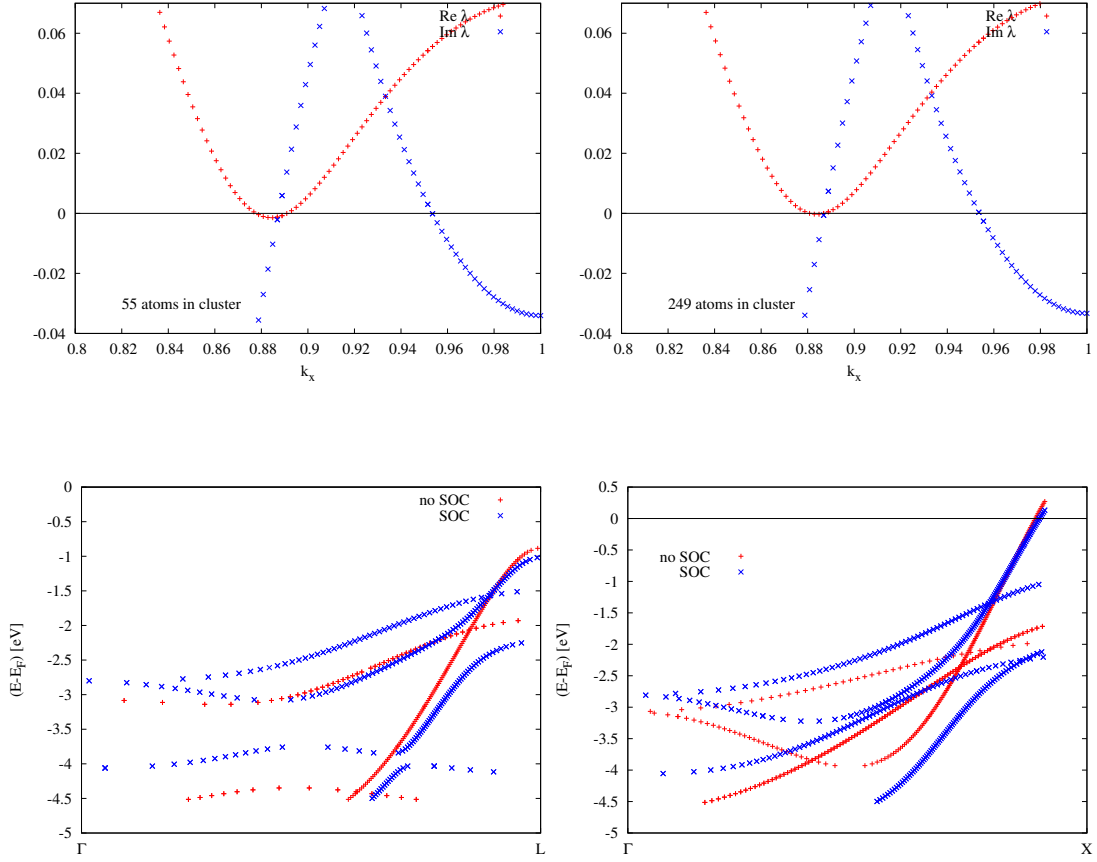 0.06
0.04
0.02
0
-0.02
-0.04
0.8 0.82 0.84 0.86 0.88 0.9 0.92 0.94 0.96 0.98 1
k_x
55 atoms in cluster
Re λ
Im λ
0.06
0.04
0.02
0
-0.02
-0.04
0.8 0.82 0.84 0.86 0.88 0.9 0.92 0.94 0.96 0.98 1
k_x
249 atoms in cluster
Re λ
Im λ
0
-0.5
-1
-1.5
-2
-2.5
-3
-3.5
-4
-4.5
-5
(E-E_F) [eV]
Γ L
no SOC
SOC
0.5
0
-0.5
-1
-1.5
-2
-2.5
-3
-3.5
-4
-4.5
-5
(E-E_F) [eV]
Γ X
no SOC
SOC